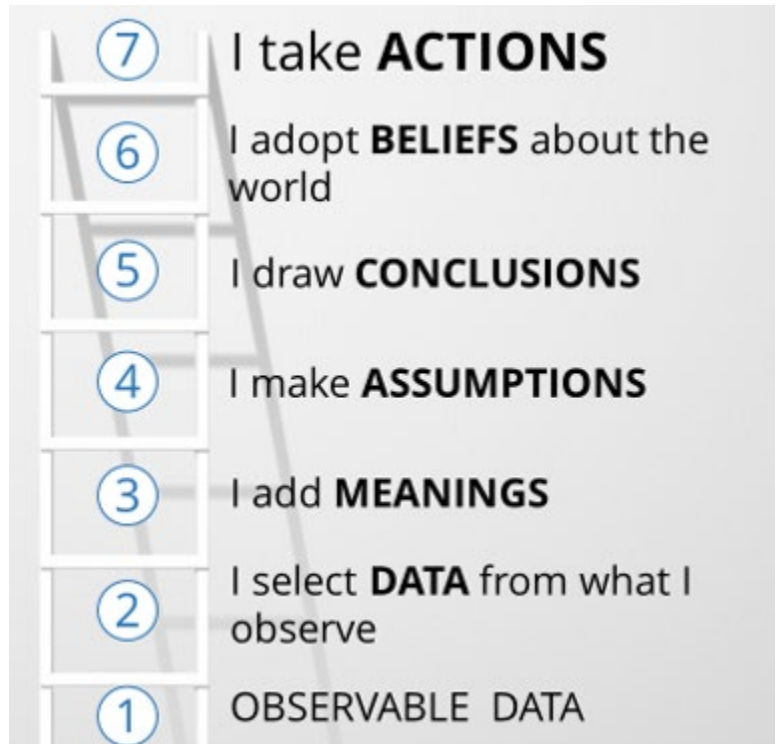 7 I take ACTIONS
6 I adopt BELIEFS about the
world
5 I draw CONCLUSIONS
4 I make ASSUMPTIONS
3 I add MEANINGS
2 I select DATA from what I
observe
1 OBSERVABLE DATA